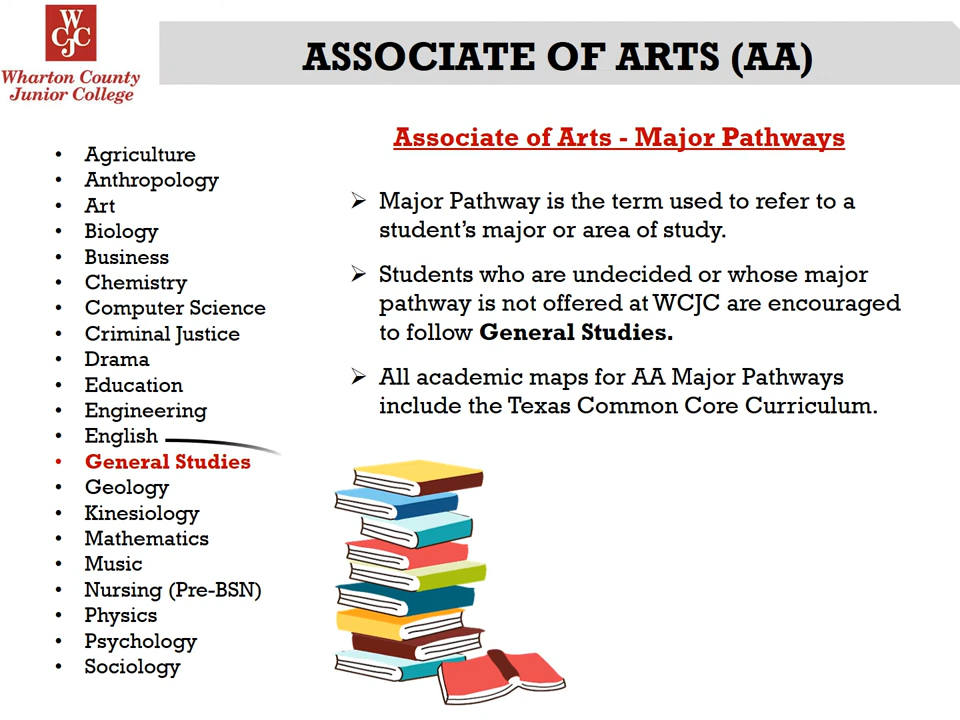 W
CJC
Wharton County
Junior College
ASSOCIATE OF ARTS (AA)
• Agriculture
• Anthropology
• Art
• Biology
• Business
• Chemistry
• Computer Science
• Criminal Justice
• Drama
• Education
• Engineering
• English
• General Studies
• Geology
• Kinesiology
• Mathematics
• Music
• Nursing (Pre-BSN)
• Physics
• Psychology
• Sociology
Associate of Arts - Major Pathways
➢ Major Pathway is the term used to refer to a
student’s major or area of study.
➢ Students who are undecided or whose major
pathway is not offered at WCJC are encouraged
to follow General Studies.
➢ All academic maps for AA Major Pathways
include the Texas Common Core Curriculum.